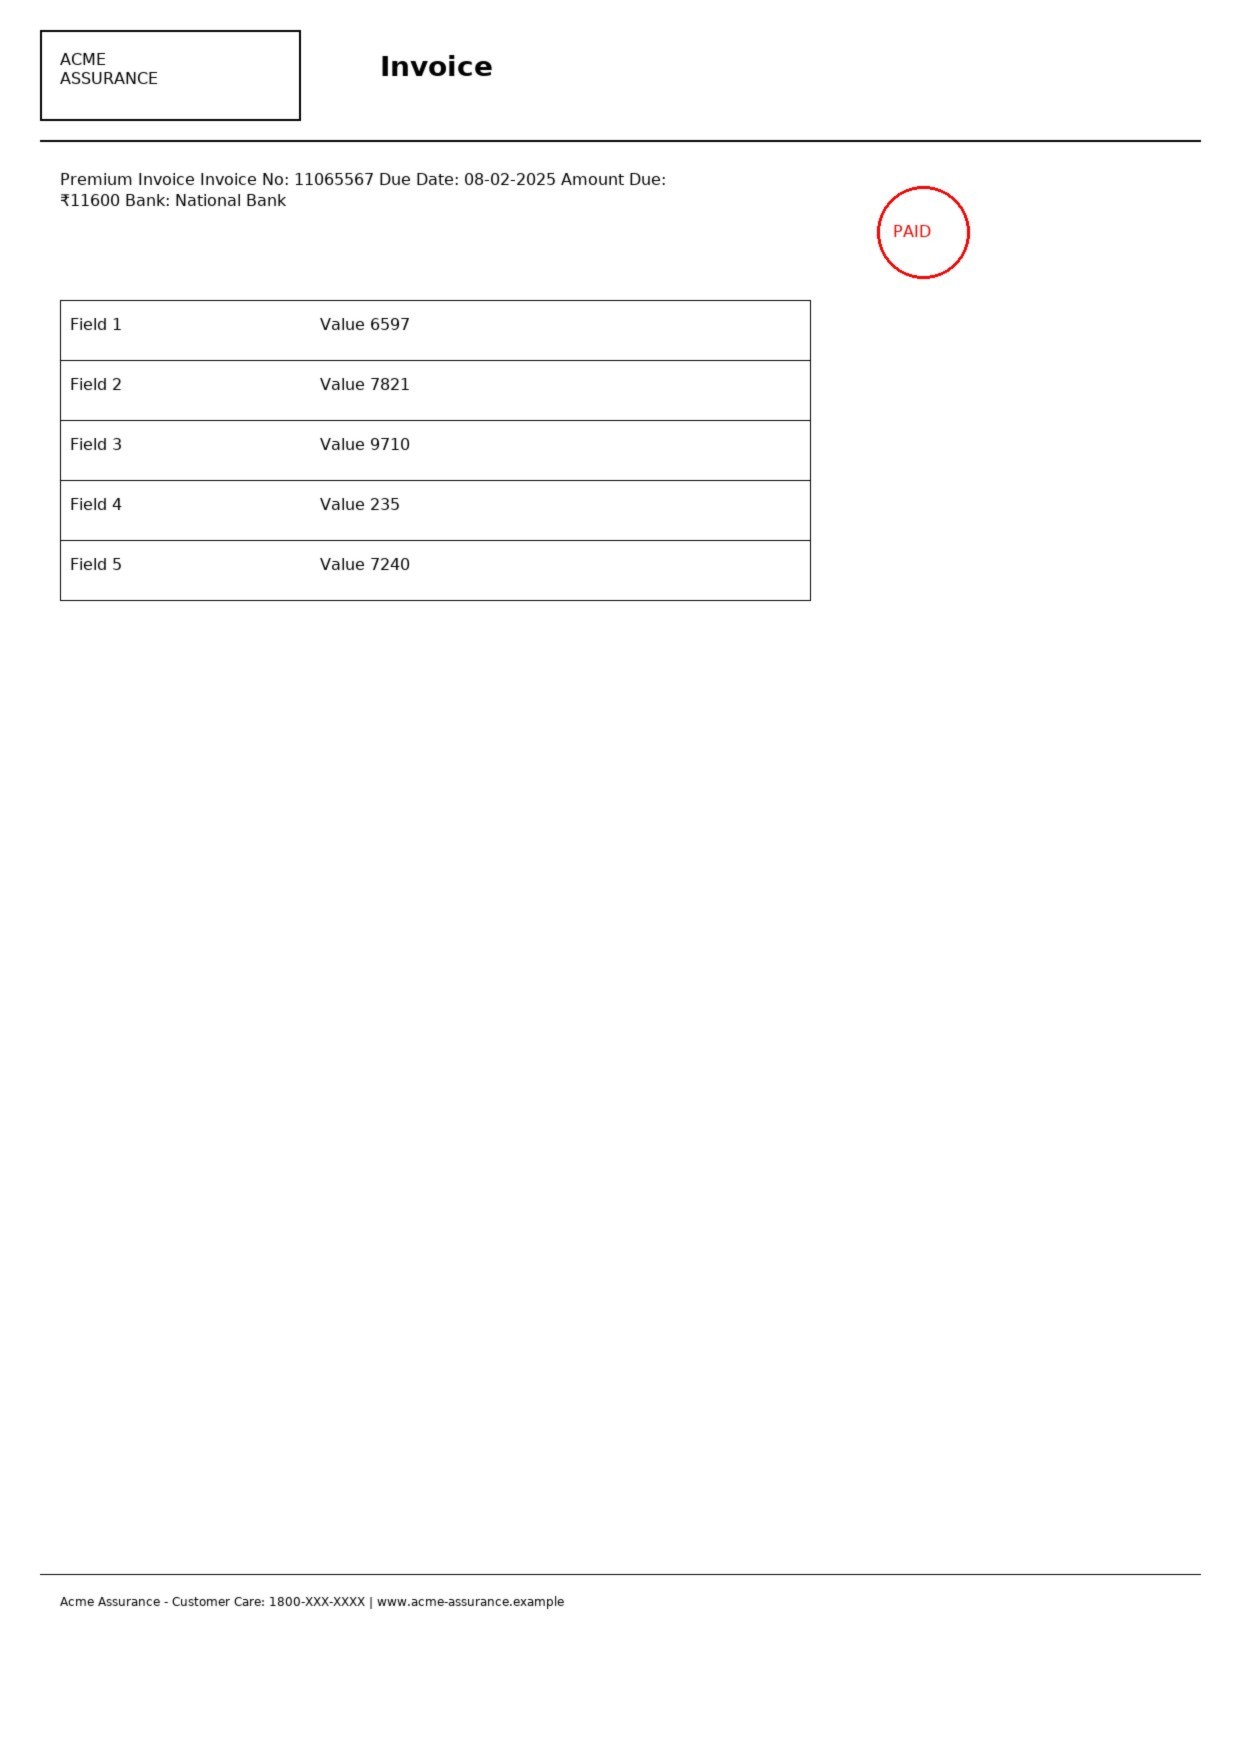 ACME
ASSURANCE
Invoice
Premium Invoice Invoice No: 11065567 Due Date: 08-02-2025 Amount Due:
₹11600 Bank: National Bank
PAID
Field 1 Value 6597
Field 2 Value 7821
Field 3 Value 9710
Field 4 Value 235
Field 5 Value 7240
Acme Assurance - Customer Care: 1800-XXX-XXXX | www.acme-assurance.example